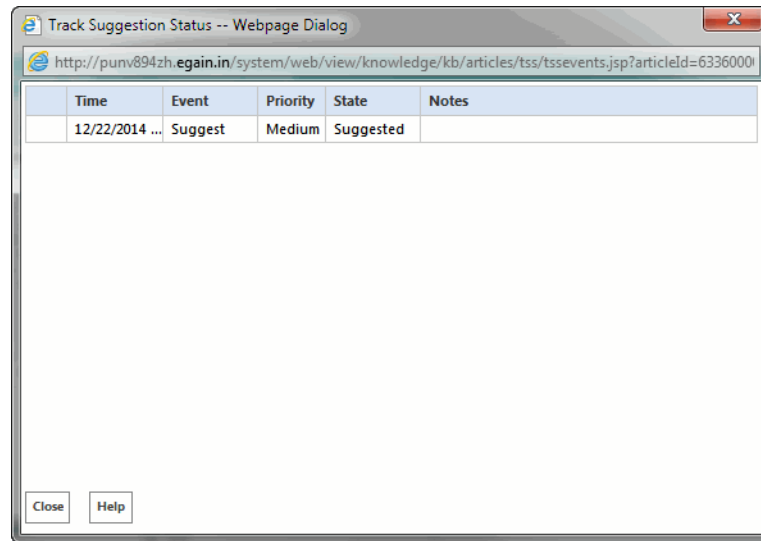 Track Suggestion Status -- Webpage Dialog
http://punv894zh.egain.in/system/web/view/knowledge/kb/articles/tss/tssevents.jsp?articleId=6336000
Time Event Priority State Notes
12/22/2014 ... Suggest Medium Suggested
Close Help